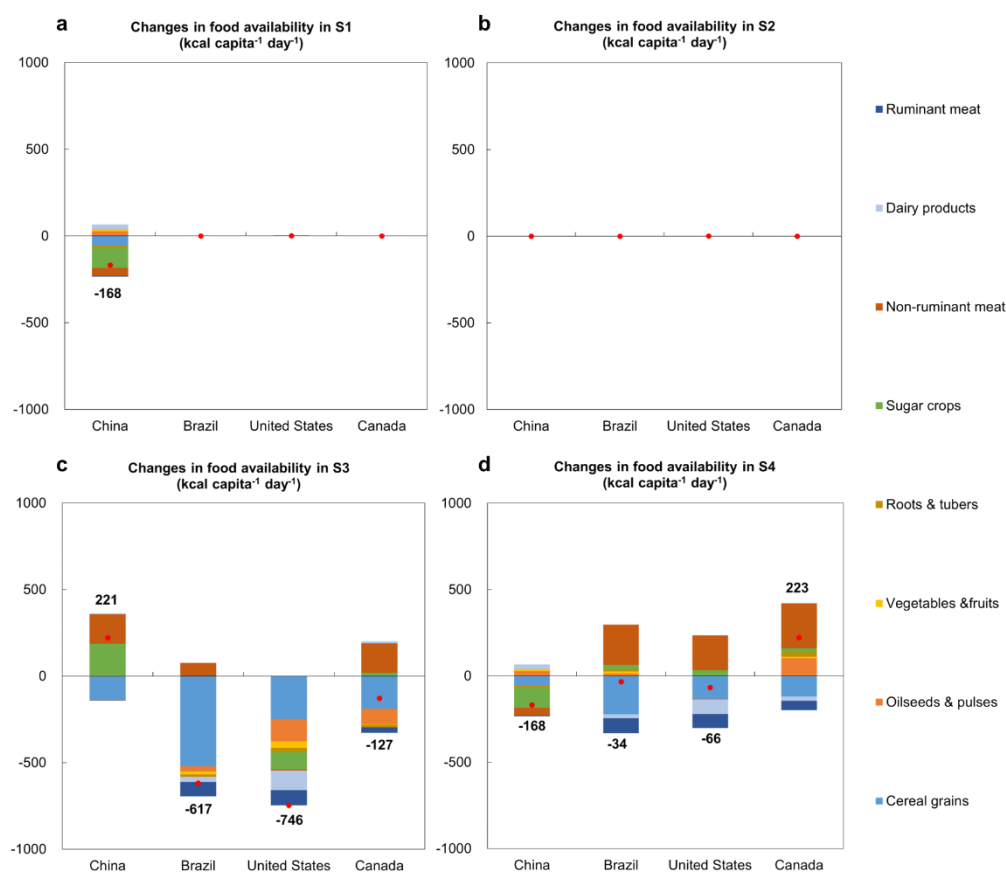 a
Changes in food availability in S1
(kcal capita⁻¹ day⁻¹)
1000
500
0
-500
-1000
-168
China
Brazil
United States
Canada
b
Changes in food availability in S2
(kcal capita⁻¹ day⁻¹)
1000
500
0
-500
-1000
China
Brazil
United States
Canada
c
Changes in food availability in S3
(kcal capita⁻¹ day⁻¹)
1000
500
0
-500
-1000
221
-617
-746
-127
China
Brazil
United States
Canada
d
Changes in food availability in S4
(kcal capita⁻¹ day⁻¹)
1000
500
0
-500
-1000
-168
-34
-66
223
China
Brazil
United States
Canada
Ruminant meat
Dairy products
Non-ruminant meat
Sugar crops
Roots & tubers
Vegetables &fruits
Oilseeds & pulses
Cereal grains